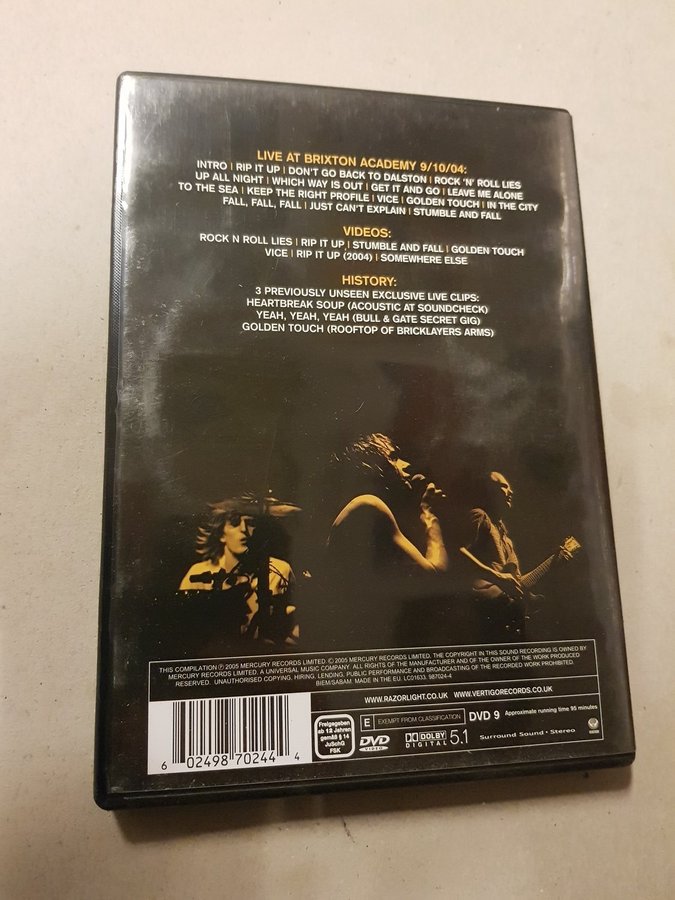 LIVE AT BRIXTON ACADEMY 9/10/04:
INTRO | RIP IT UP | DON'T GO BACK TO DALSTON | ROCK 'N' ROLL LIES
UP ALL NIGHT | WHICH WAY IS OUT | GET IT AND GO | LEAVE ME ALONE
TO THE SEA | KEEP THE RIGHT PROFILE | VICE | GOLDEN TOUCH | IN THE CITY
FALL, FALL, FALL | JUST CAN'T EXPLAIN | STUMBLE AND FALL
VIDEOS:
ROCK N ROLL LIES | RIP IT UP | STUMBLE AND FALL | GOLDEN TOUCH
VICE | RIP IT UP (2004) | SOMEWHERE ELSE
HISTORY:
3 PREVIOUSLY UNSEEN EXCLUSIVE LIVE CLIPS:
HEARTBREAK SOUP (ACOUSTIC AT SOUNDCHECK)
YEAH, YEAH, YEAH (BULL & GATE SECRET GIG)
GOLDEN TOUCH (ROOFTOP OF BRICKLAYERS ARMS)
THIS COMPILATION ℗ 2005 MERCURY RECORDS LIMITED. © 2005 MERCURY RECORDS LIMITED. THE COPYRIGHT IN THIS SOUND RECORDING IS OWNED BY
MERCURY RECORDS LIMITED. A UNIVERSAL MUSIC COMPANY. ALL RIGHTS OF THE MANUFACTURER AND OF THE OWNER OF THE WORK PRODUCED
RESERVED. UNAUTHORISED COPYING, HIRING, LENDING, PUBLIC PERFORMANCE AND BROADCASTING OF THE RECORDED WORK PROHIBITED.
BIEM/SABAM. MADE IN THE EU. LC01633. 987024-4
WWW.RAZORLIGHT.CO.UK WWW.VERTIGORECORDS.CO.UK
6 02498 70244 4
Freigegeben
ab 12 Jahren
gemäß § 14
JuSchG
FSK
E EXEMPT FROM CLASSIFICATION
DVD 9 Approximate running time 95 minutes
DVD VIDEO
DOLBY DIGITAL 5.1
Surround Sound • Stereo